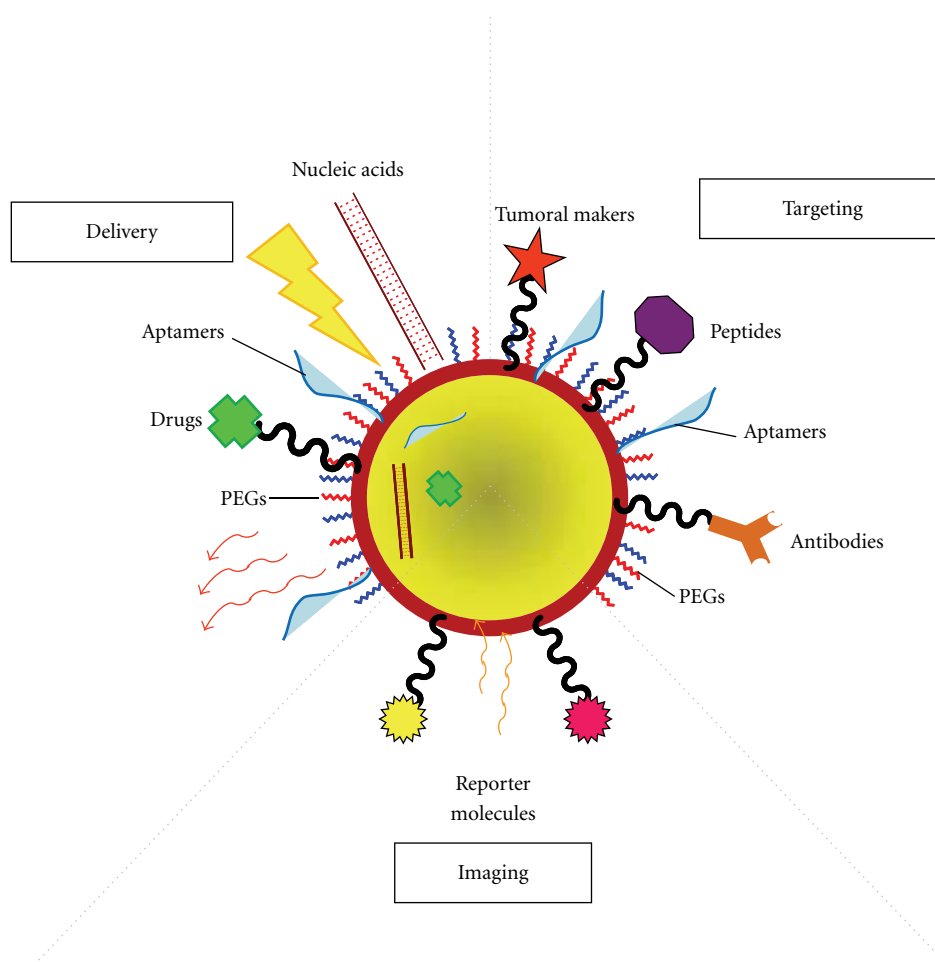 Nucleic acids
Delivery
Targeting
Tumoral makers
Aptamers
Peptides
Drugs
Aptamers
PEGs
Antibodies
PEGs
Reporter
molecules
Imaging